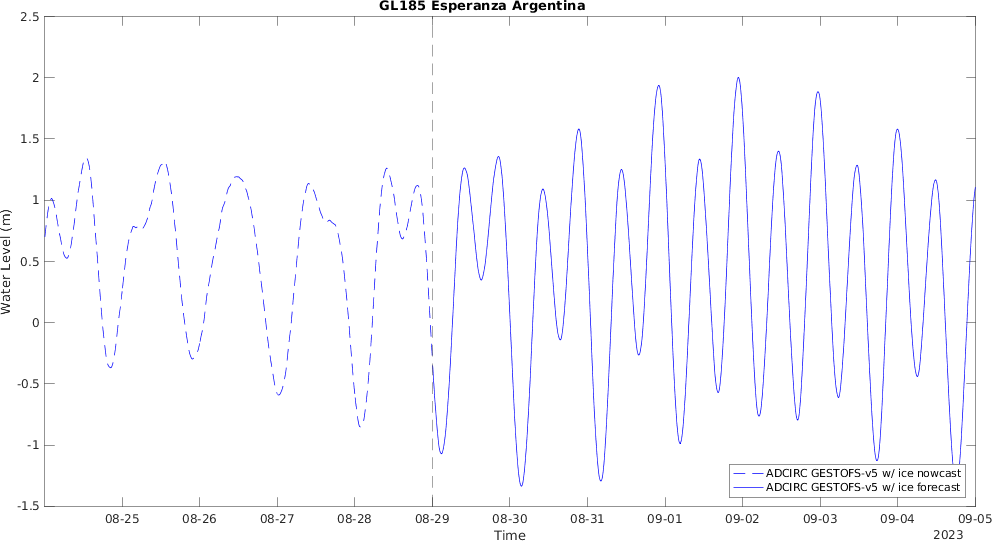 GL185 Esperanza Argentina
Water Level (m)
2.5
2
1.5
1
0.5
0
-0.5
-1
-1.5
08-25 08-26 08-27 08-28 08-29 08-30 08-31 09-01 09-02 09-03 09-04 09-05
Time
2023
ADCIRC GESTOFS-v5 w/ ice nowcast
ADCIRC GESTOFS-v5 w/ ice forecast